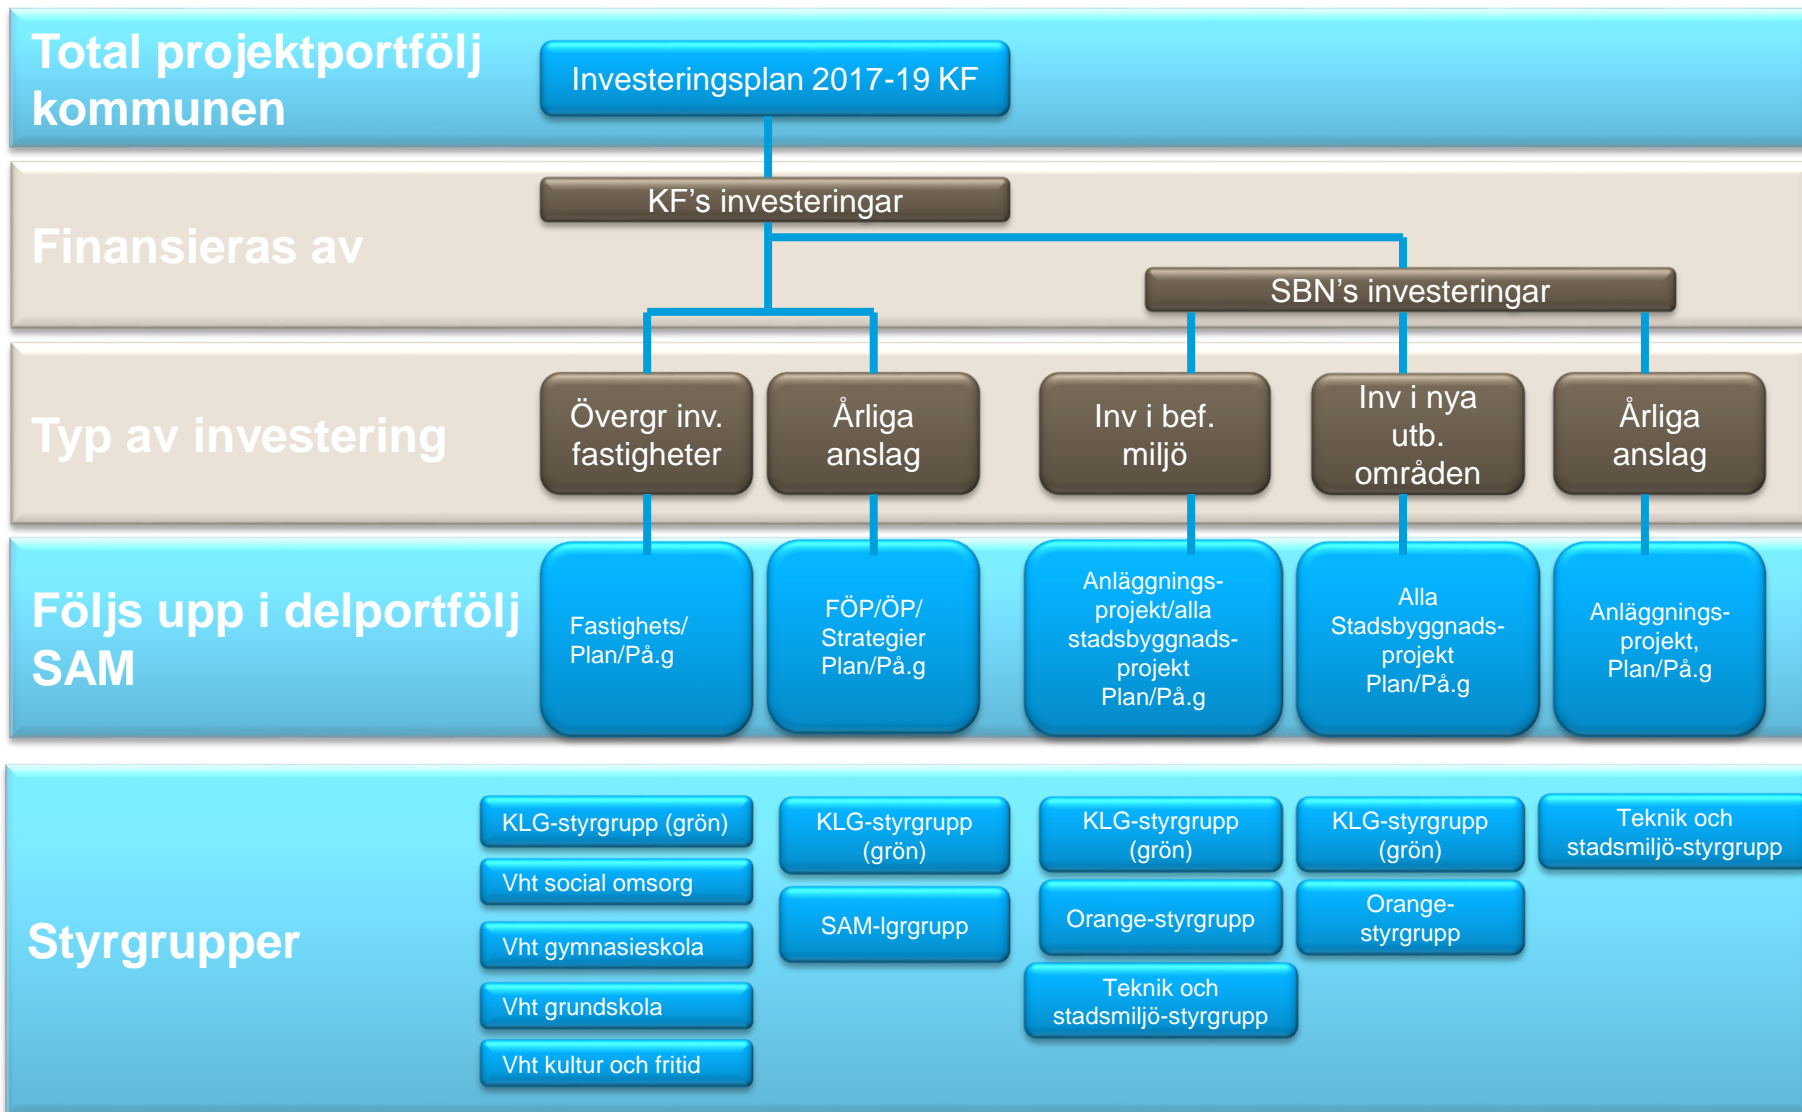 Total projektportfölj
kommunen
Investeringsplan 2017-19 KF
Finansieras av
KF's investeringar
SBN's investeringar
Typ av investering
Övergr inv.
fastigheter
Årliga
anslag
Inv i bef.
miljö
Inv i nya
utb.
områden
Årliga
anslag
Följs upp i delportfölj
SAM
Fastighets/
Plan/På.g
FÖP/ÖP/
Strategier
Plan/På.g
Anläggnings-
projekt/alla
stadsbyggnads-
projekt
Plan/På.g
Alla
Stadsbyggnads-
projekt
Plan/På.g
Anläggnings-
projekt,
Plan/På.g
Styrgrupper
KLG-styrgrupp (grön)
Vht social omsorg
Vht gymnasieskola
Vht grundskola
Vht kultur och fritid
KLG-styrgrupp
(grön)
SAM-lgrgrupp
KLG-styrgrupp
(grön)
Orange-styrgrupp
Teknik och
stadsmiljö-styrgrupp
KLG-styrgrupp
(grön)
Orange-
styrgrupp
Teknik och
stadsmiljö-styrgrupp